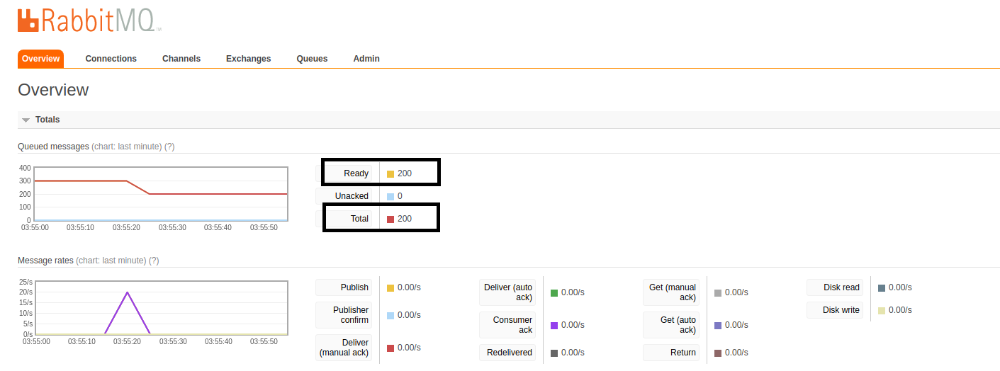 RabbitMQ TM
Overview Connections Channels Exchanges Queues Admin
Overview
Totals
Queued messages (chart: last minute) (?)
400
300
200
100
0
03:55:00 03:55:10 03:55:20 03:55:30 03:55:40 03:55:50
Ready 200
Unacked 0
Total 200
Message rates (chart: last minute) (?)
25/s
20/s
15/s
10/s
5/s
0/s
03:55:00 03:55:10 03:55:20 03:55:30 03:55:40 03:55:50
Publish 0.00/s
Publisher
confirm 0.00/s
Deliver
(manual ack) 0.00/s
Deliver (auto
ack) 0.00/s
Consumer
ack 0.00/s
Redelivered 0.00/s
Get (manual
ack) 0.00/s
Get (auto
ack) 0.00/s
Return 0.00/s
Disk read 0.00/s
Disk write 0.00/s